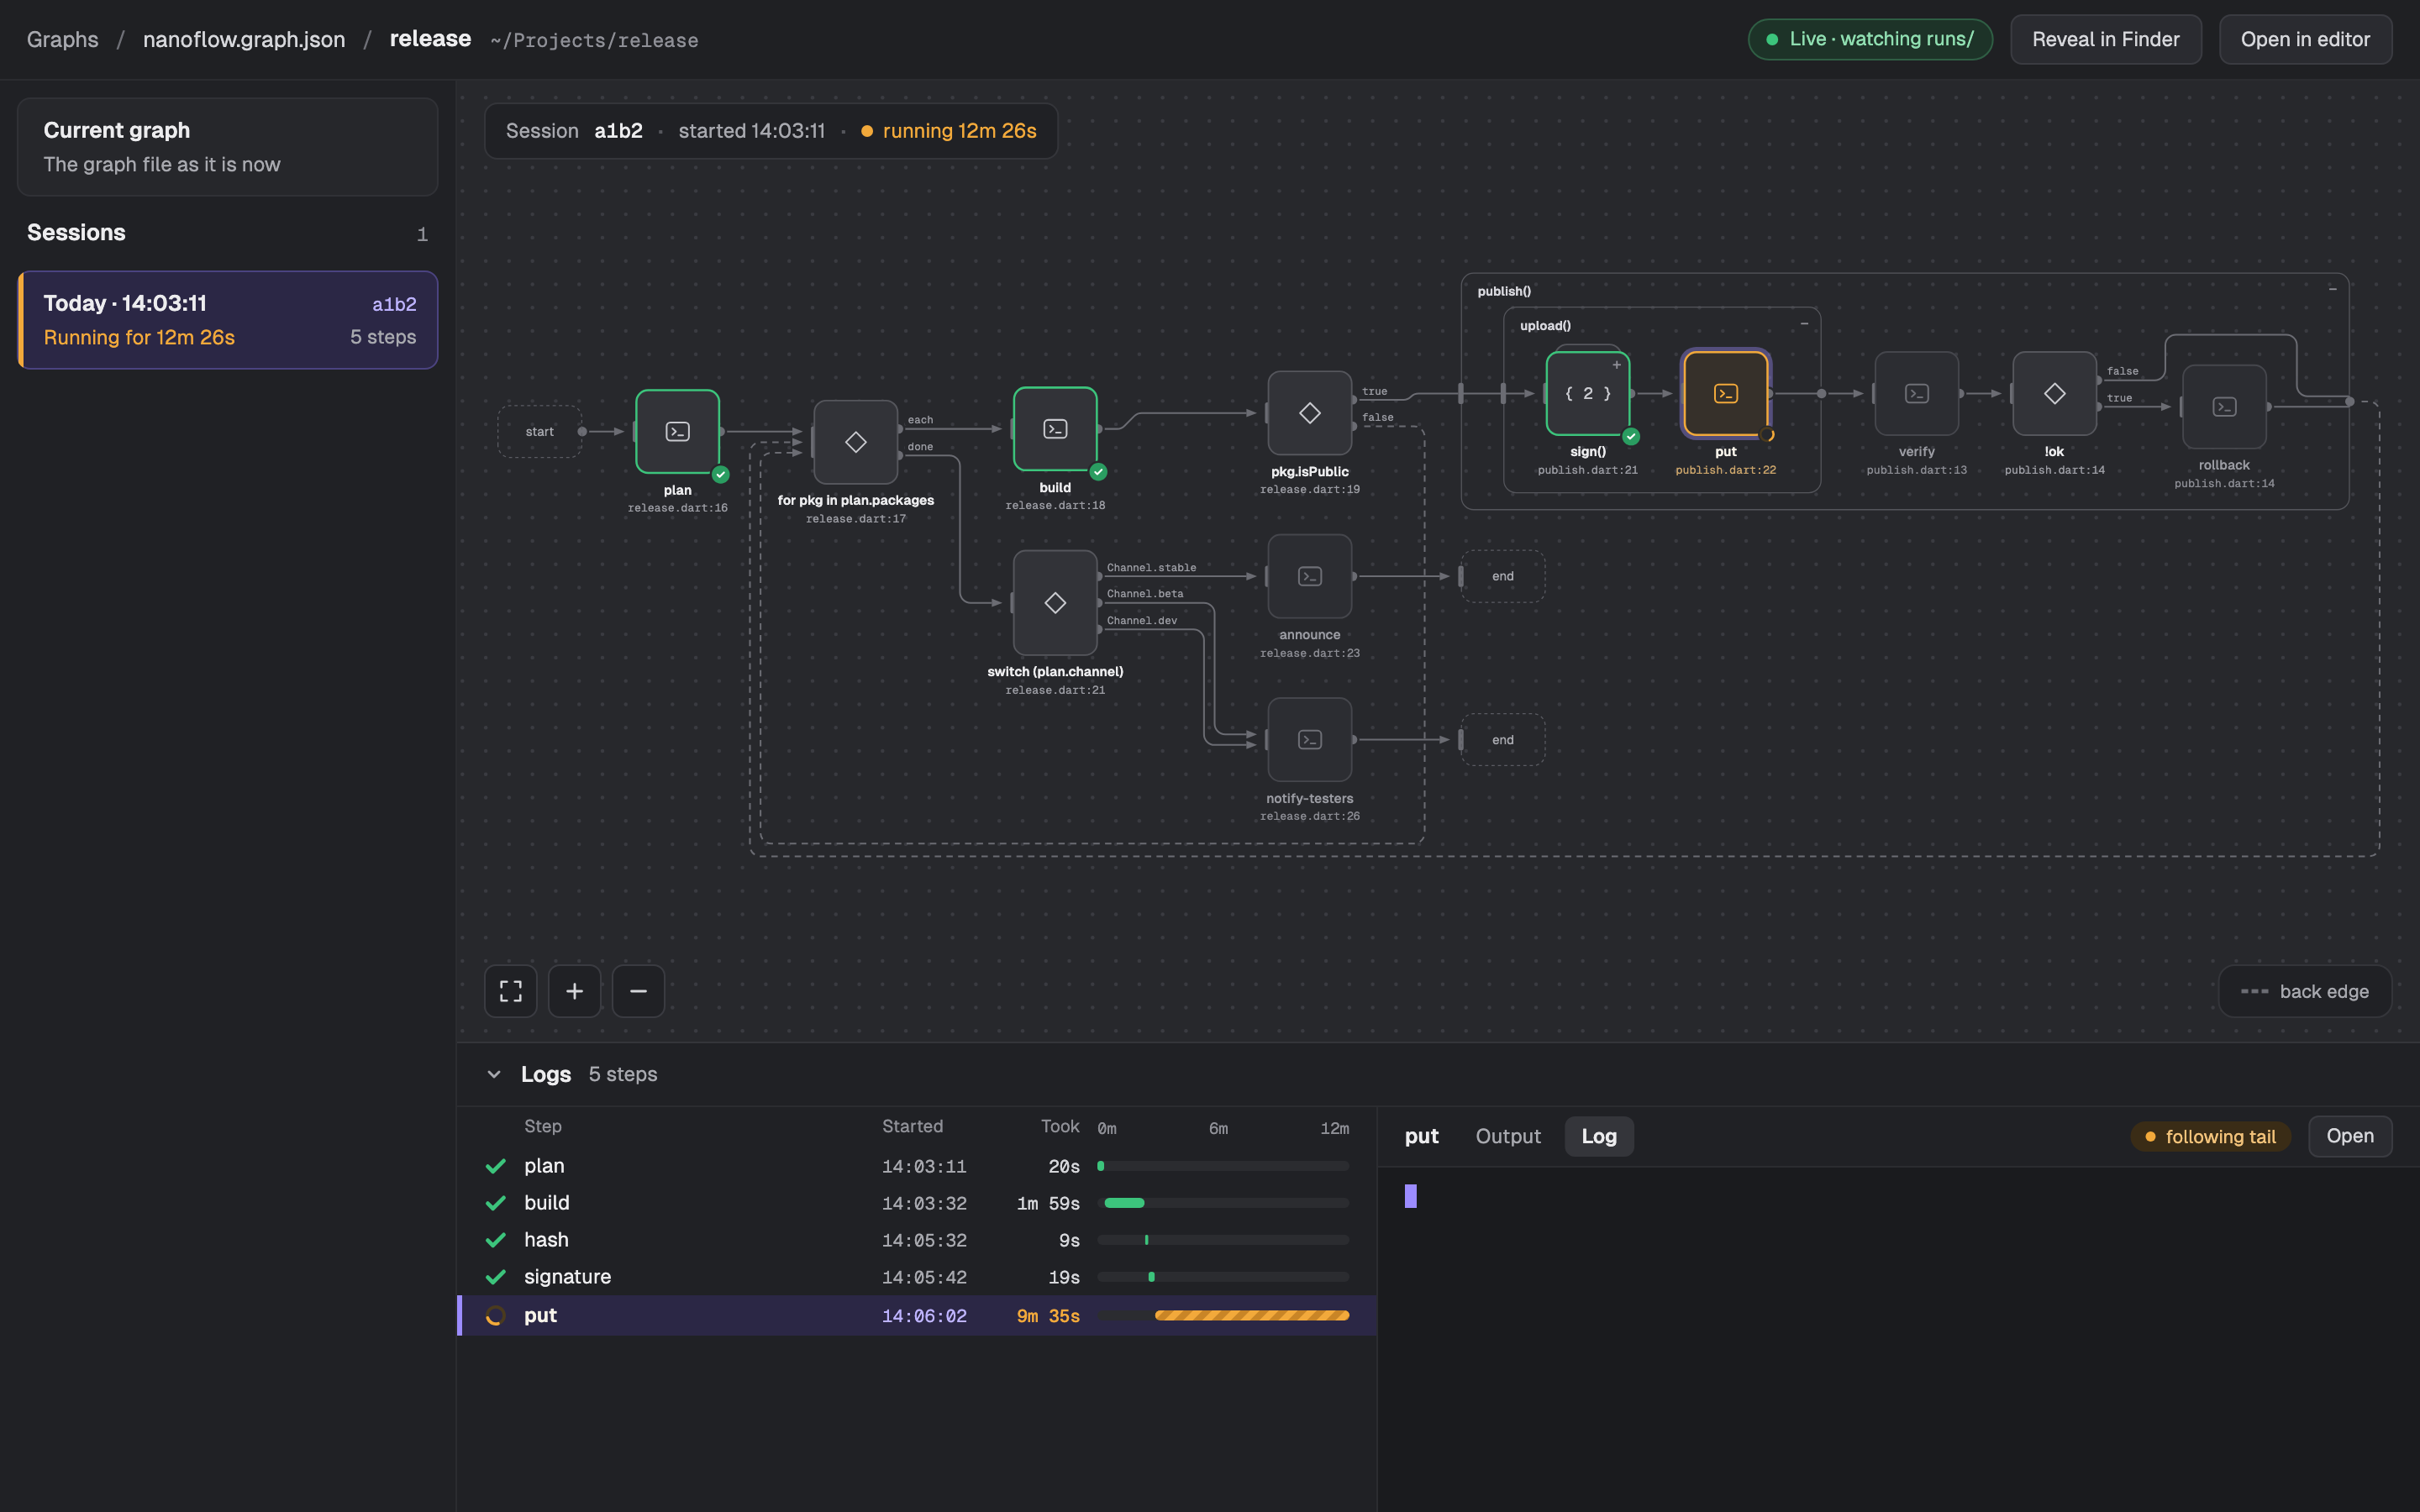 Graphs / nanoflow.graph.json / release ~/Projects/release
Live · watching runs/
Reveal in Finder
Open in editor
Current graph
The graph file as it is now
Sessions 1
Today · 14:03:11 a1b2
Running for 12m 26s 5 steps
Session a1b2 · started 14:03:11 · running 12m 26s
publish()
upload()
start
plan
release.dart:16
for pkg in plan.packages
release.dart:17
each
done
build
release.dart:18
pkg.isPublic
release.dart:19
true
false
{ 2 }
sign()
publish.dart:21
put
publish.dart:22
verify
publish.dart:13
!ok
publish.dart:14
false
true
rollback
publish.dart:14
switch (plan.channel)
release.dart:21
Channel.stable
Channel.beta
Channel.dev
announce
release.dart:23
end
notify-testers
release.dart:26
end
back edge
Logs 5 steps
Step Started Took 0m 6m 12m
plan 14:03:11 20s
build 14:03:32 1m 59s
hash 14:05:32 9s
signature 14:05:42 19s
put 14:06:02 9m 35s
put Output Log
following tail
Open